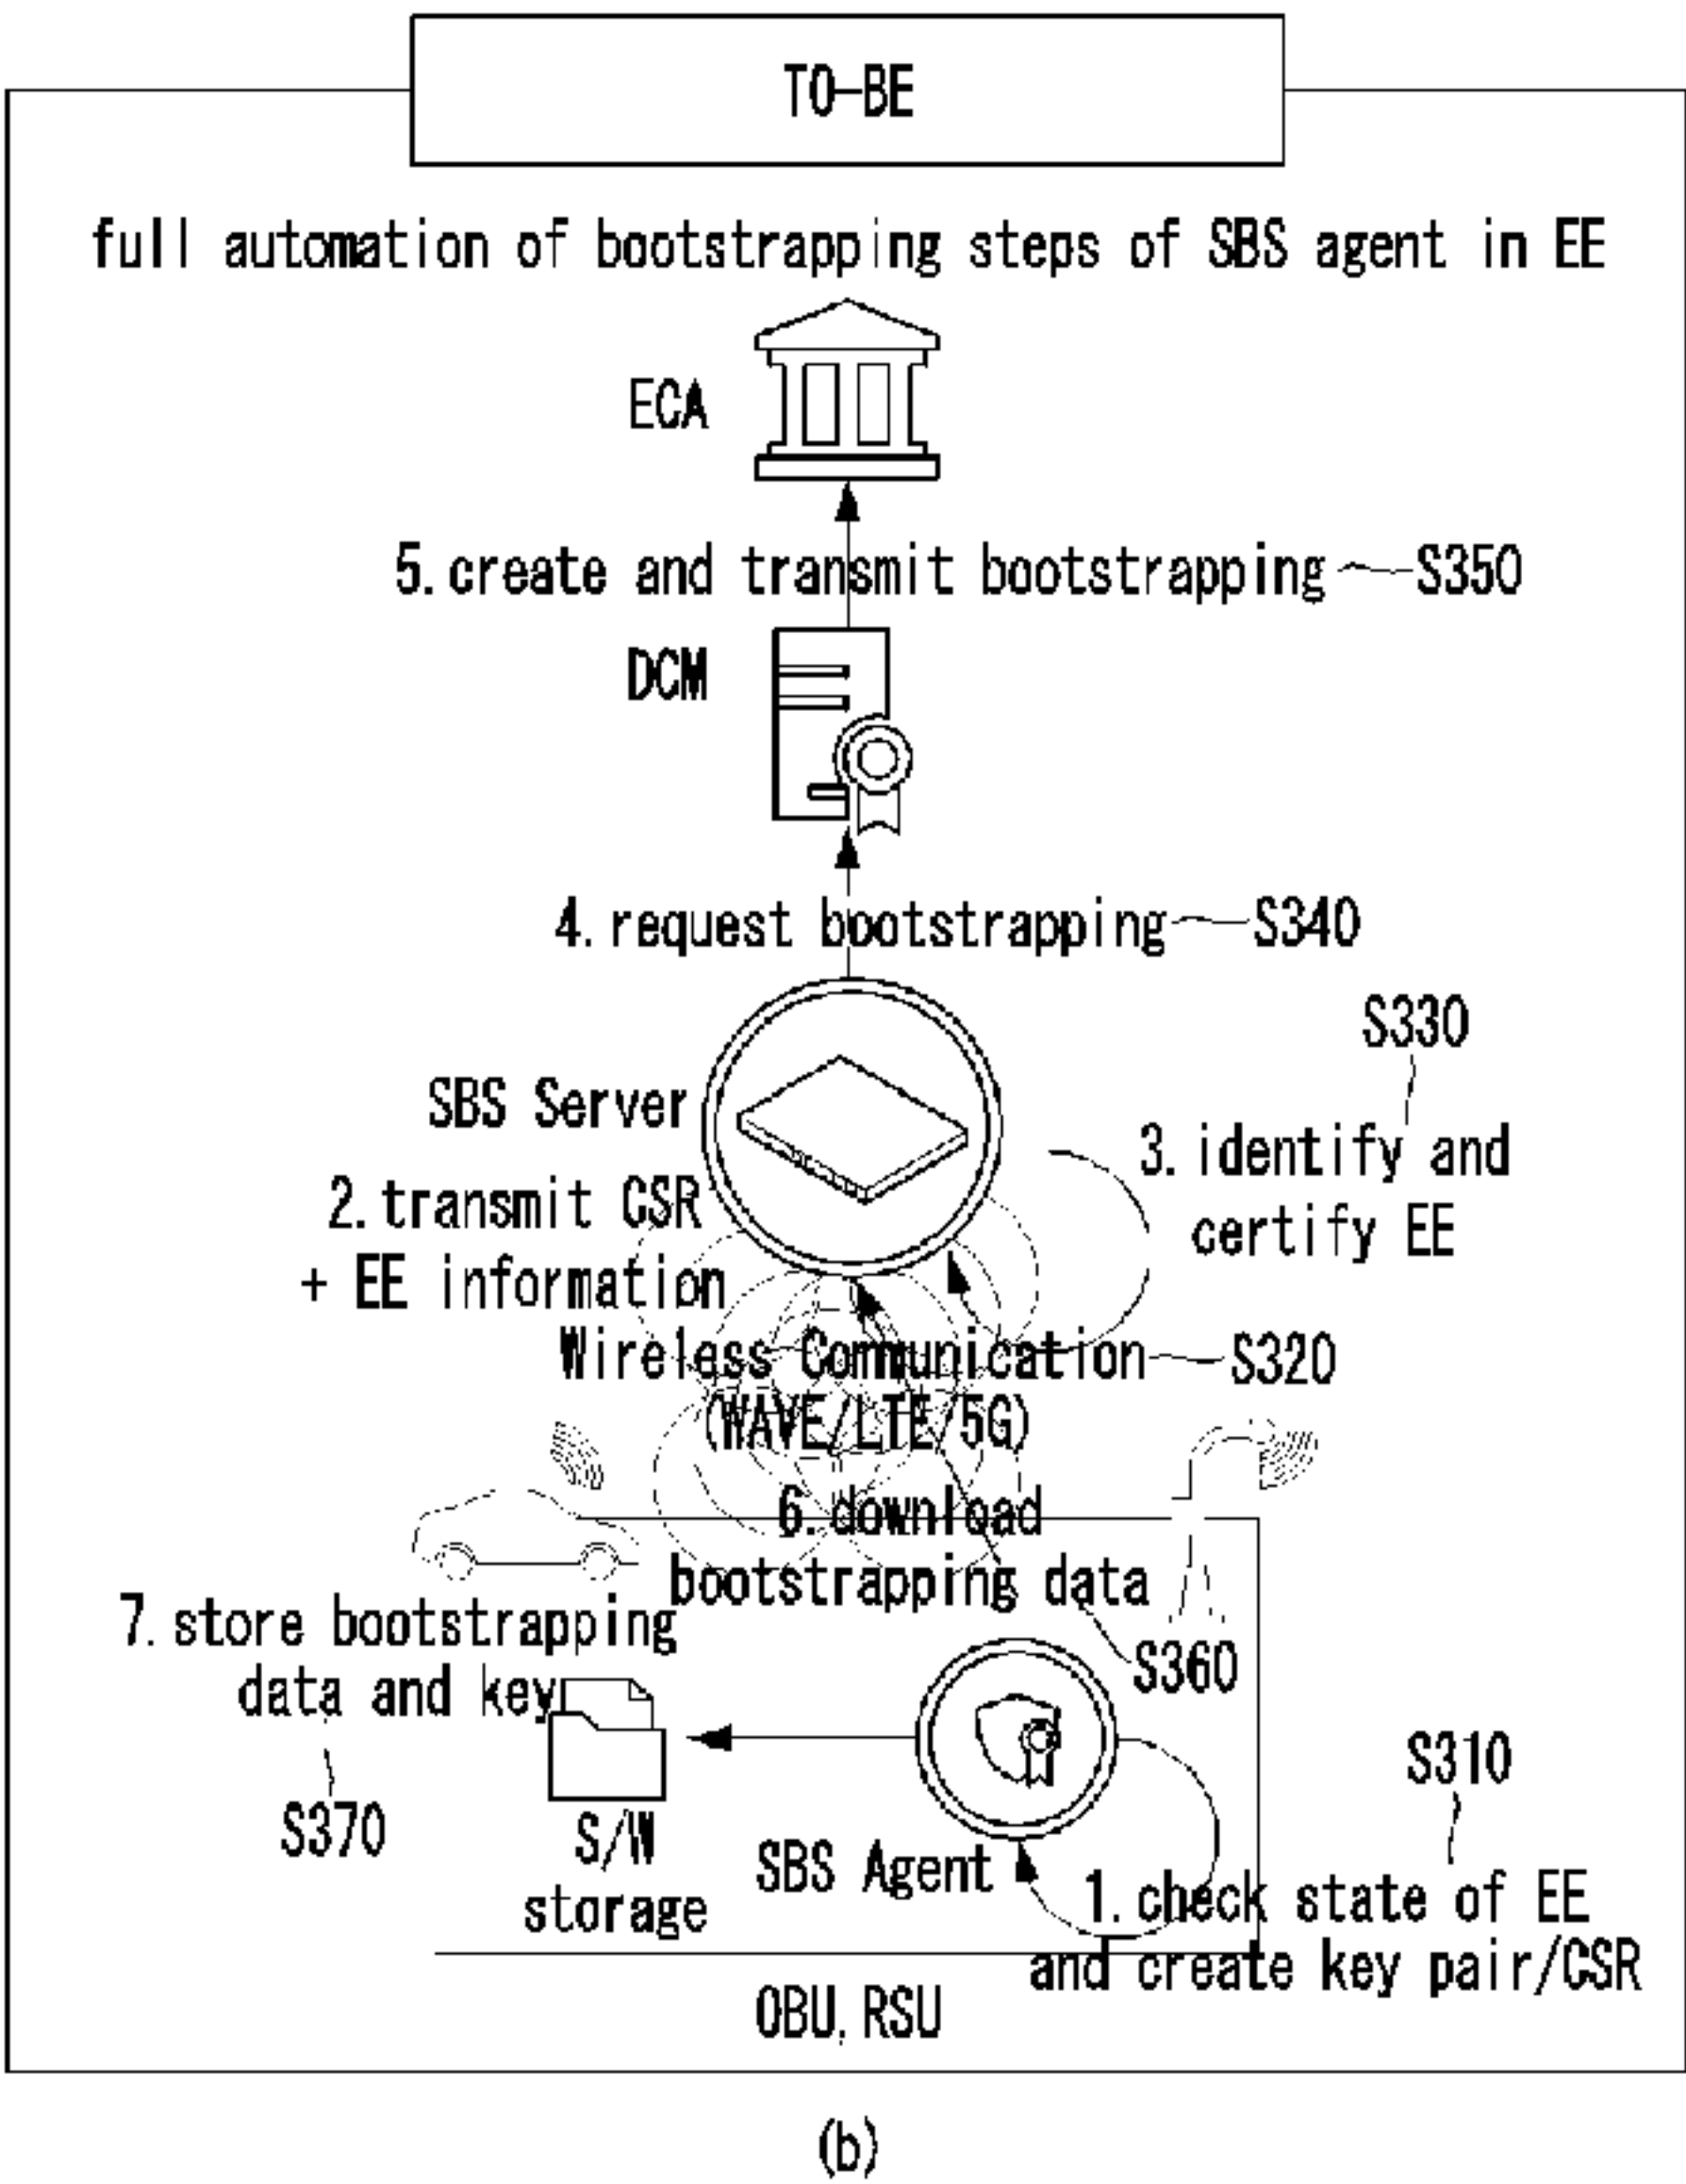 TO-BE
full automation of bootstrapping steps of SBS agent in EE
ECA
5. create and transmit bootstrapping S350
DCM
4. request bootstrapping S340
S330
SBS Server
3. identify and
certify EE
2. transmit CSR
+ EE information
Wireless Communication S320
(WAVE/LTE/5G)
6. download
bootstrapping data
S360
7. store bootstrapping
data and key
S370
S/W
storage
SBS Agent
S310
1. check state of EE
and create key pair/CSR
OBU, RSU
(b)